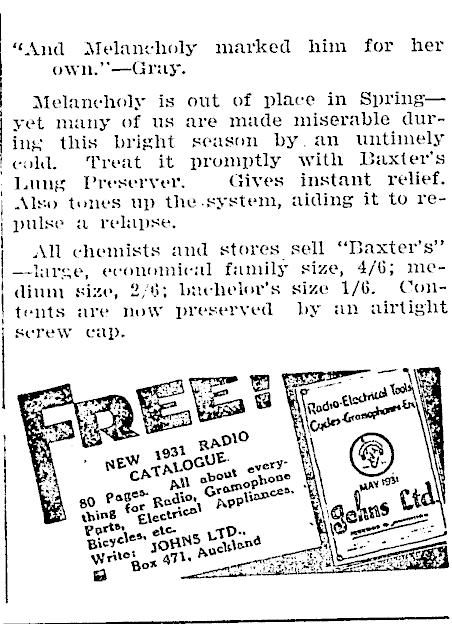 “And Melancholy marked him for her
own.”—Gray.
Melancholy is out of place in Spring—
yet many of us are made miserable dur-
ing this bright season by an untimely
cold. Treat it promptly with Baxter's
Lung Preserver. Gives instant relief.
Also tones up the system, aiding it to re-
pulse a relapse.
All chemists and stores sell “Baxter's”
—large, economical family size, 4/6; me-
dium size, 2/6; bachelor's size 1/6. Con-
tents are now preserved by an airtight
screw cap.
FREE!
NEW 1931 RADIO
CATALOGUE.
80 Pages. All about every-
thing for Radio, Gramophone
Parts, Electrical Appliances,
Bicycles, etc.
Write: JOHNS LTD.,
Box 471, Auckland
Radio-Electrical Tools
Cycles-Gramophones Etc
MAY 1931
Johns Ltd.